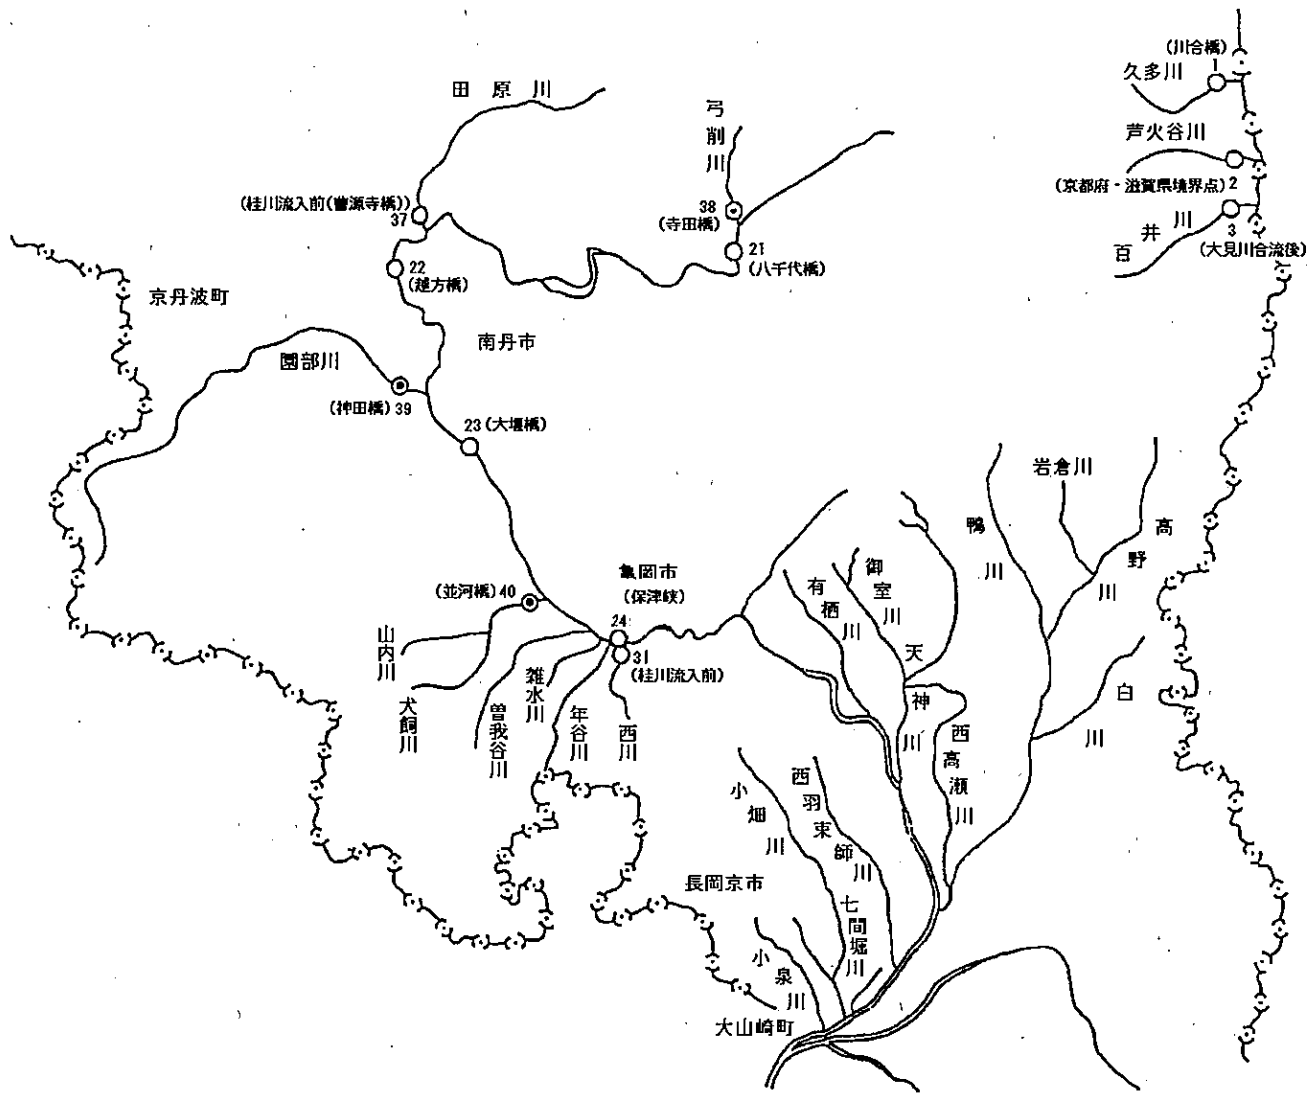 (川合橋)
1
久多川
芦火谷川
(京都府・滋賀県境界点) 2
百井川
3
(大見川合流後)
田原川
弓削川
(桂川流入前(曹源寺橋))
37
38
(寺田橋)
21
(八千代橋)
22
(越方橋)
京丹波町
南丹市
園部川
(神田橋) 39
23 (大堰橋)
岩倉川
高野川
鴨川
亀岡市
(保津峡)
24
31
(桂川流入前)
(並河橋) 40
山内川
犬飼川
曽我谷川
雑水川
年谷川
西川
有栖川
御室川
天神川
西高瀬川
白川
小畑川
西羽束師川
七間堀川
長岡京市
小泉川
大山崎町